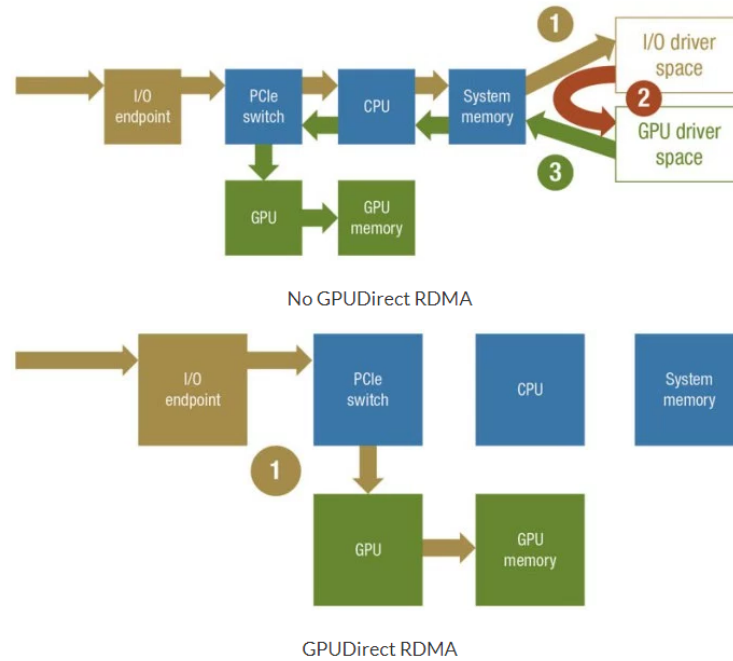 1
I/O driver
space
I/O
endpoint
PCIe
switch
CPU
System
memory
2
GPU driver
space
3
GPU
GPU
memory
No GPUDirect RDMA
I/O
endpoint
PCIe
switch
CPU
System
memory
1
GPU
GPU
memory
GPUDirect RDMA